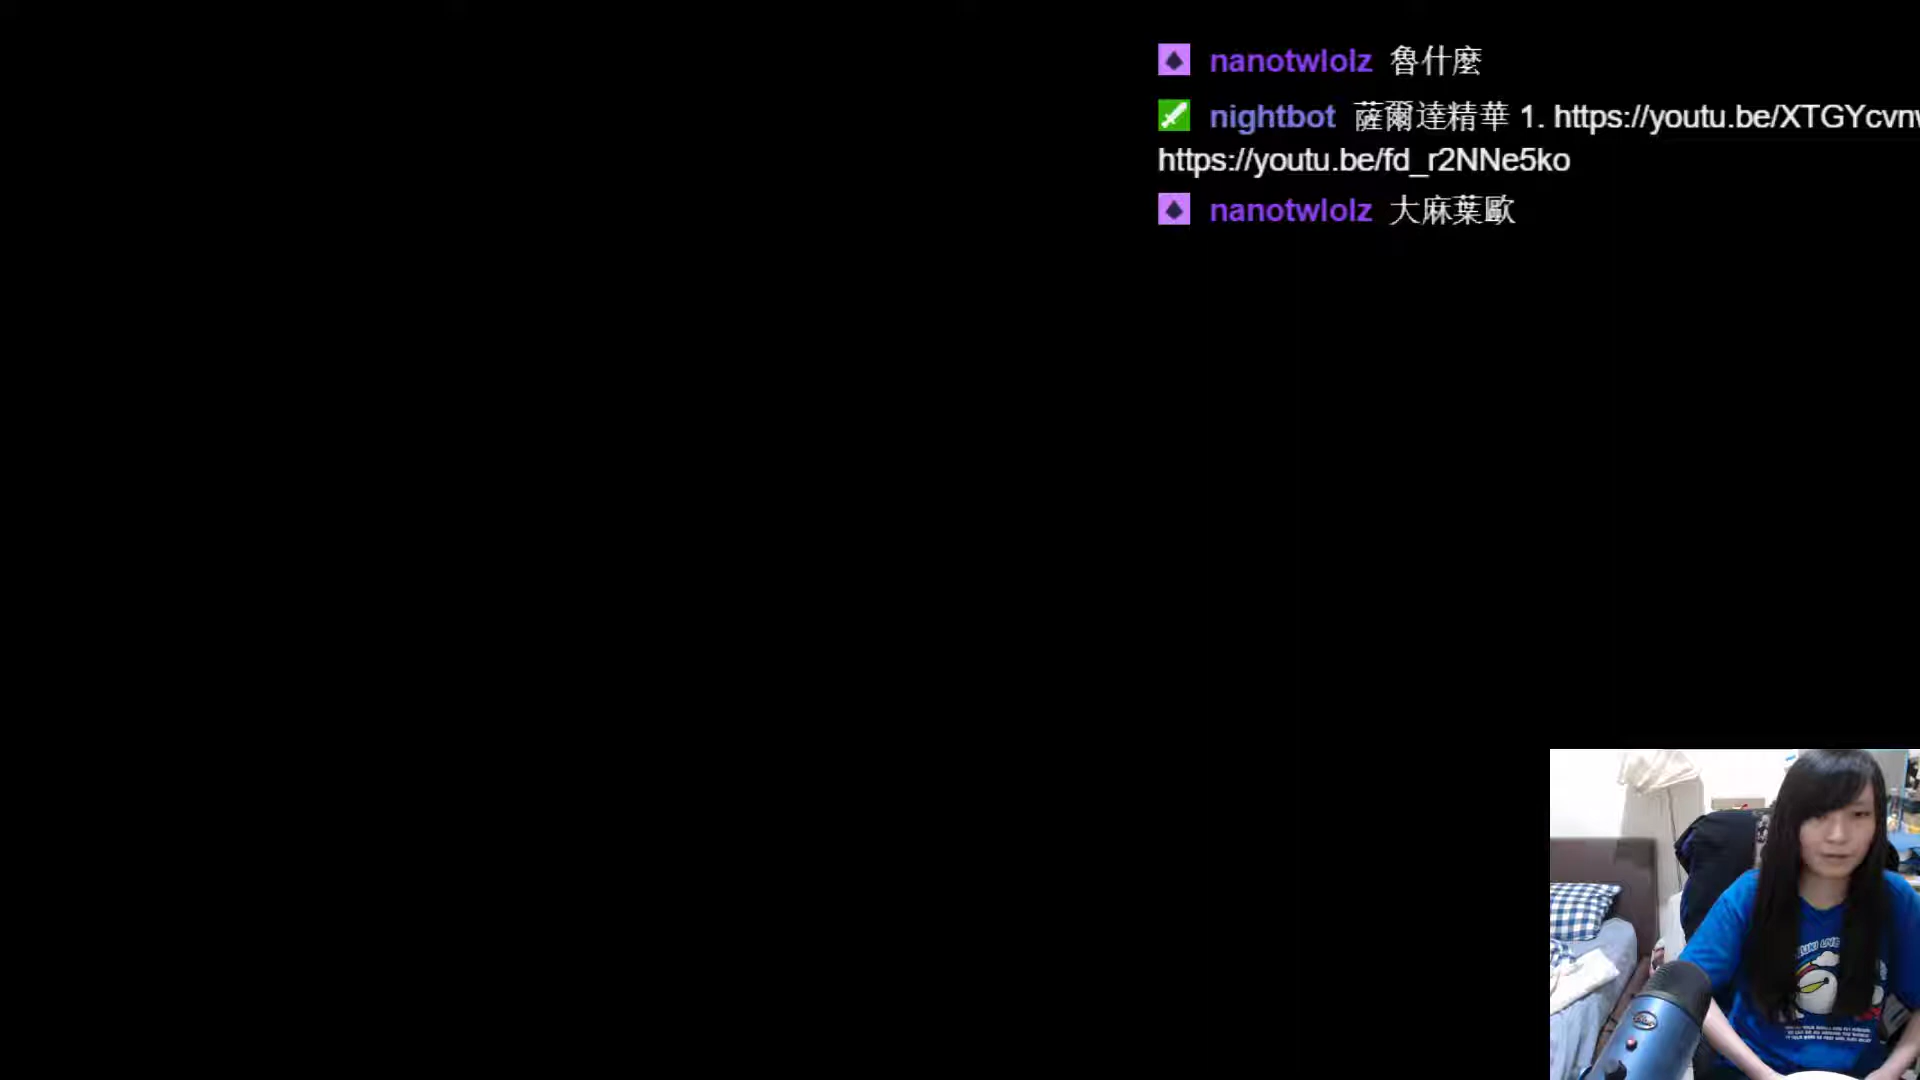 nanotwlolz 魯什麼
nightbot 薩爾達精華 1. https://youtu.be/XTGYcvnv
https://youtu.be/fd_r2NNe5ko
nanotwlolz 大麻葉歐